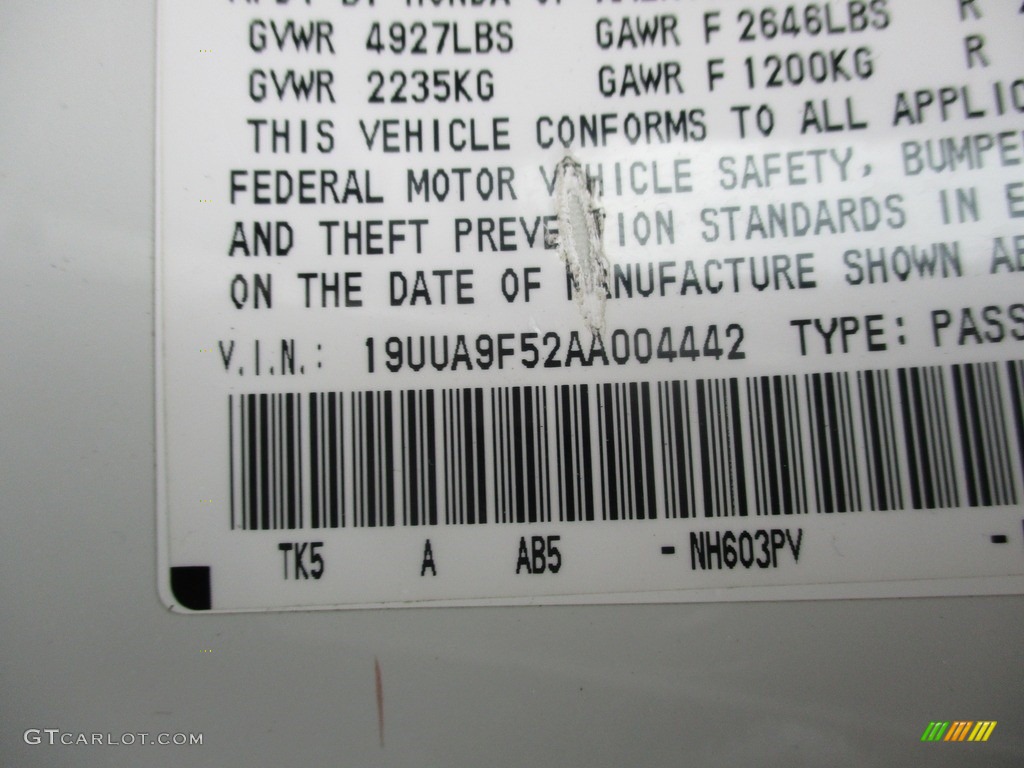 GVWR 4927LBS GAWR F 2646LBS R
GVWR 2235KG GAWR F 1200KG R
THIS VEHICLE CONFORMS TO ALL APPLIC
FEDERAL MOTOR VEHICLE SAFETY, BUMPE
AND THEFT PREVENTION STANDARDS IN E
ON THE DATE OF MANUFACTURE SHOWN AB
V.I.N.: 19UUA9F52AA004442 TYPE: PASS
TK5 A AB5 - NH603PV -
GTCARLOT.COM